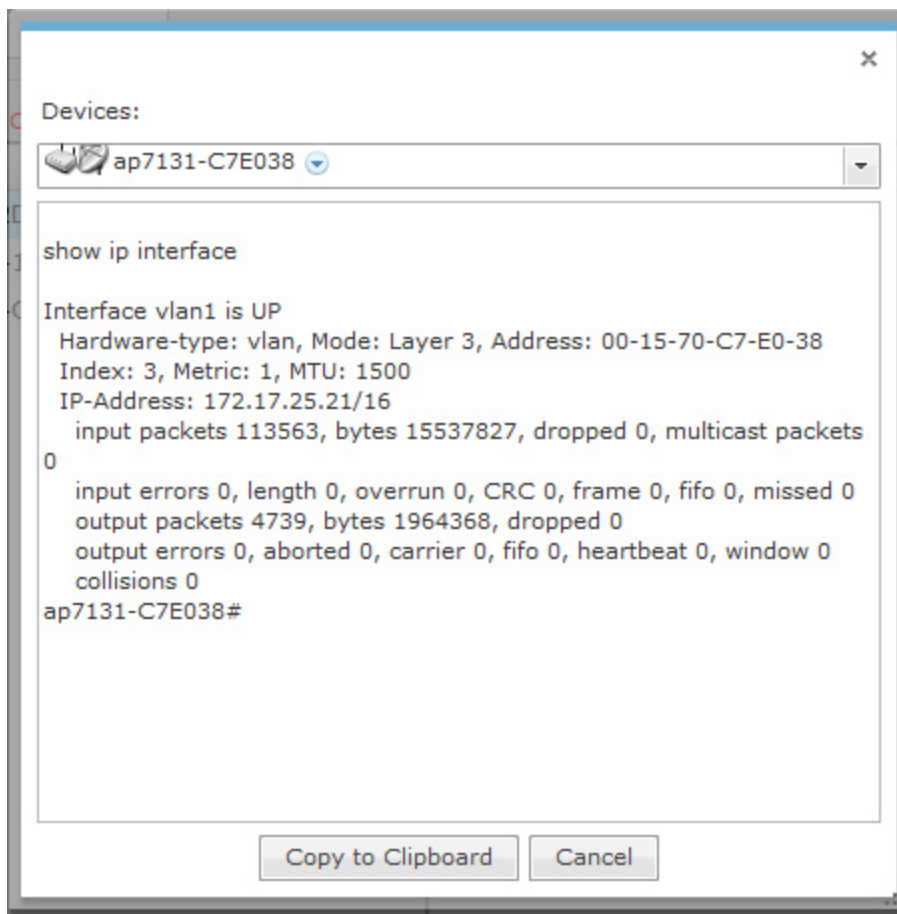 ×
Devices:
ap7131-C7E038
show ip interface
Interface vlan1 is UP
Hardware-type: vlan, Mode: Layer 3, Address: 00-15-70-C7-E0-38
Index: 3, Metric: 1, MTU: 1500
IP-Address: 172.17.25.21/16
input packets 113563, bytes 15537827, dropped 0, multicast packets
0
input errors 0, length 0, overrun 0, CRC 0, frame 0, fifo 0, missed 0
output packets 4739, bytes 1964368, dropped 0
output errors 0, aborted 0, carrier 0, fifo 0, heartbeat 0, window 0
collisions 0
ap7131-C7E038#
Copy to Clipboard
Cancel